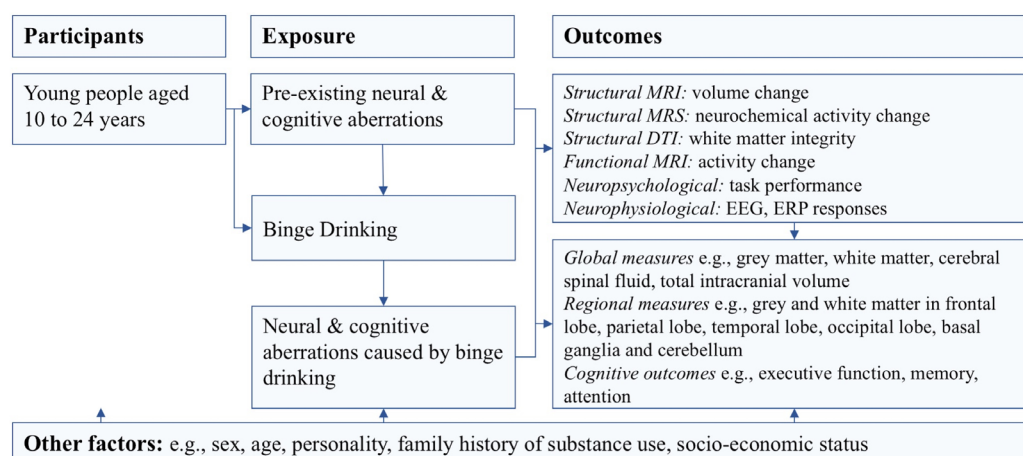 Participants
Exposure
Outcomes
Young people aged
10 to 24 years
Pre-existing neural &
cognitive aberrations
Binge Drinking
Neural & cognitive
aberrations caused by binge
drinking
Structural MRI: volume change
Structural MRS: neurochemical activity change
Structural DTI: white matter integrity
Functional MRI: activity change
Neuropsychological: task performance
Neurophysiological: EEG, ERP responses
Global measures e.g., grey matter, white matter, cerebral
spinal fluid, total intracranial volume
Regional measures e.g., grey and white matter in frontal
lobe, parietal lobe, temporal lobe, occipital lobe, basal
ganglia and cerebellum
Cognitive outcomes e.g., executive function, memory,
attention
Other factors: e.g., sex, age, personality, family history of substance use, socio-economic status